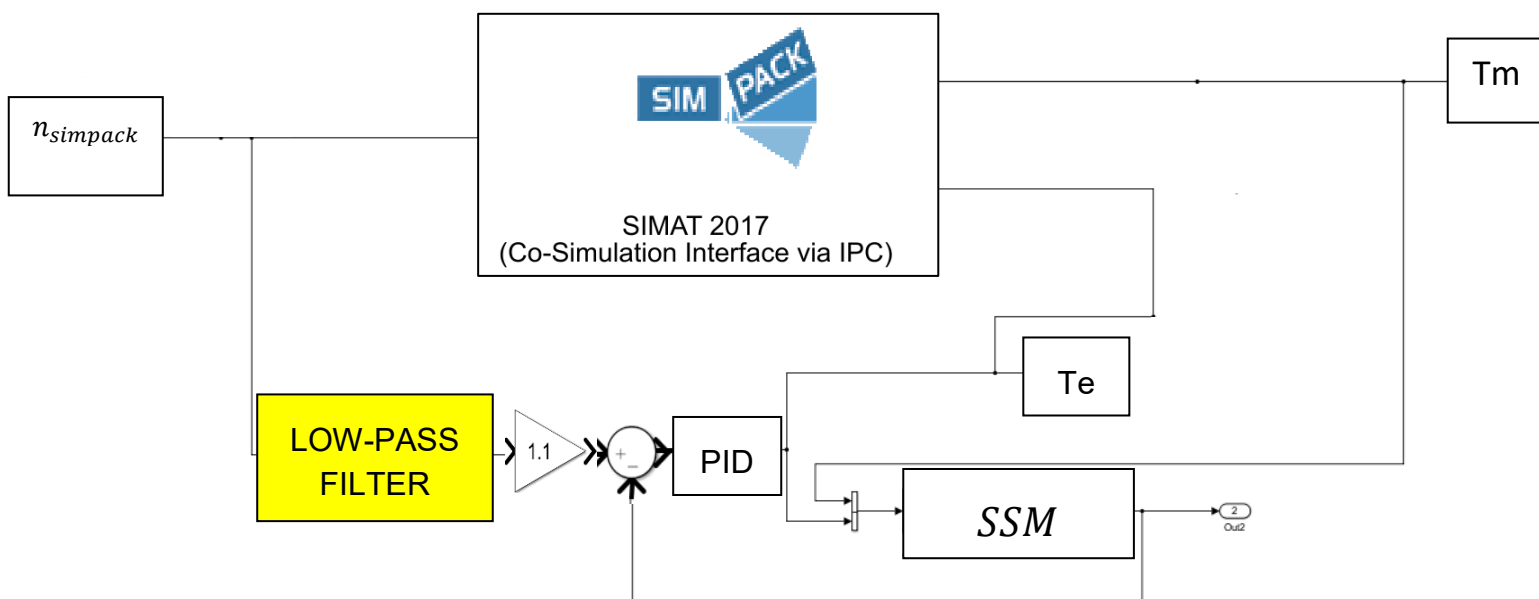 n_simpack
SIM
PACK
SIMAT 2017
(Co-Simulation Interface via IPC)
Tm
Te
LOW-PASS
FILTER
1.1
+
−
PID
SSM
2
Out2